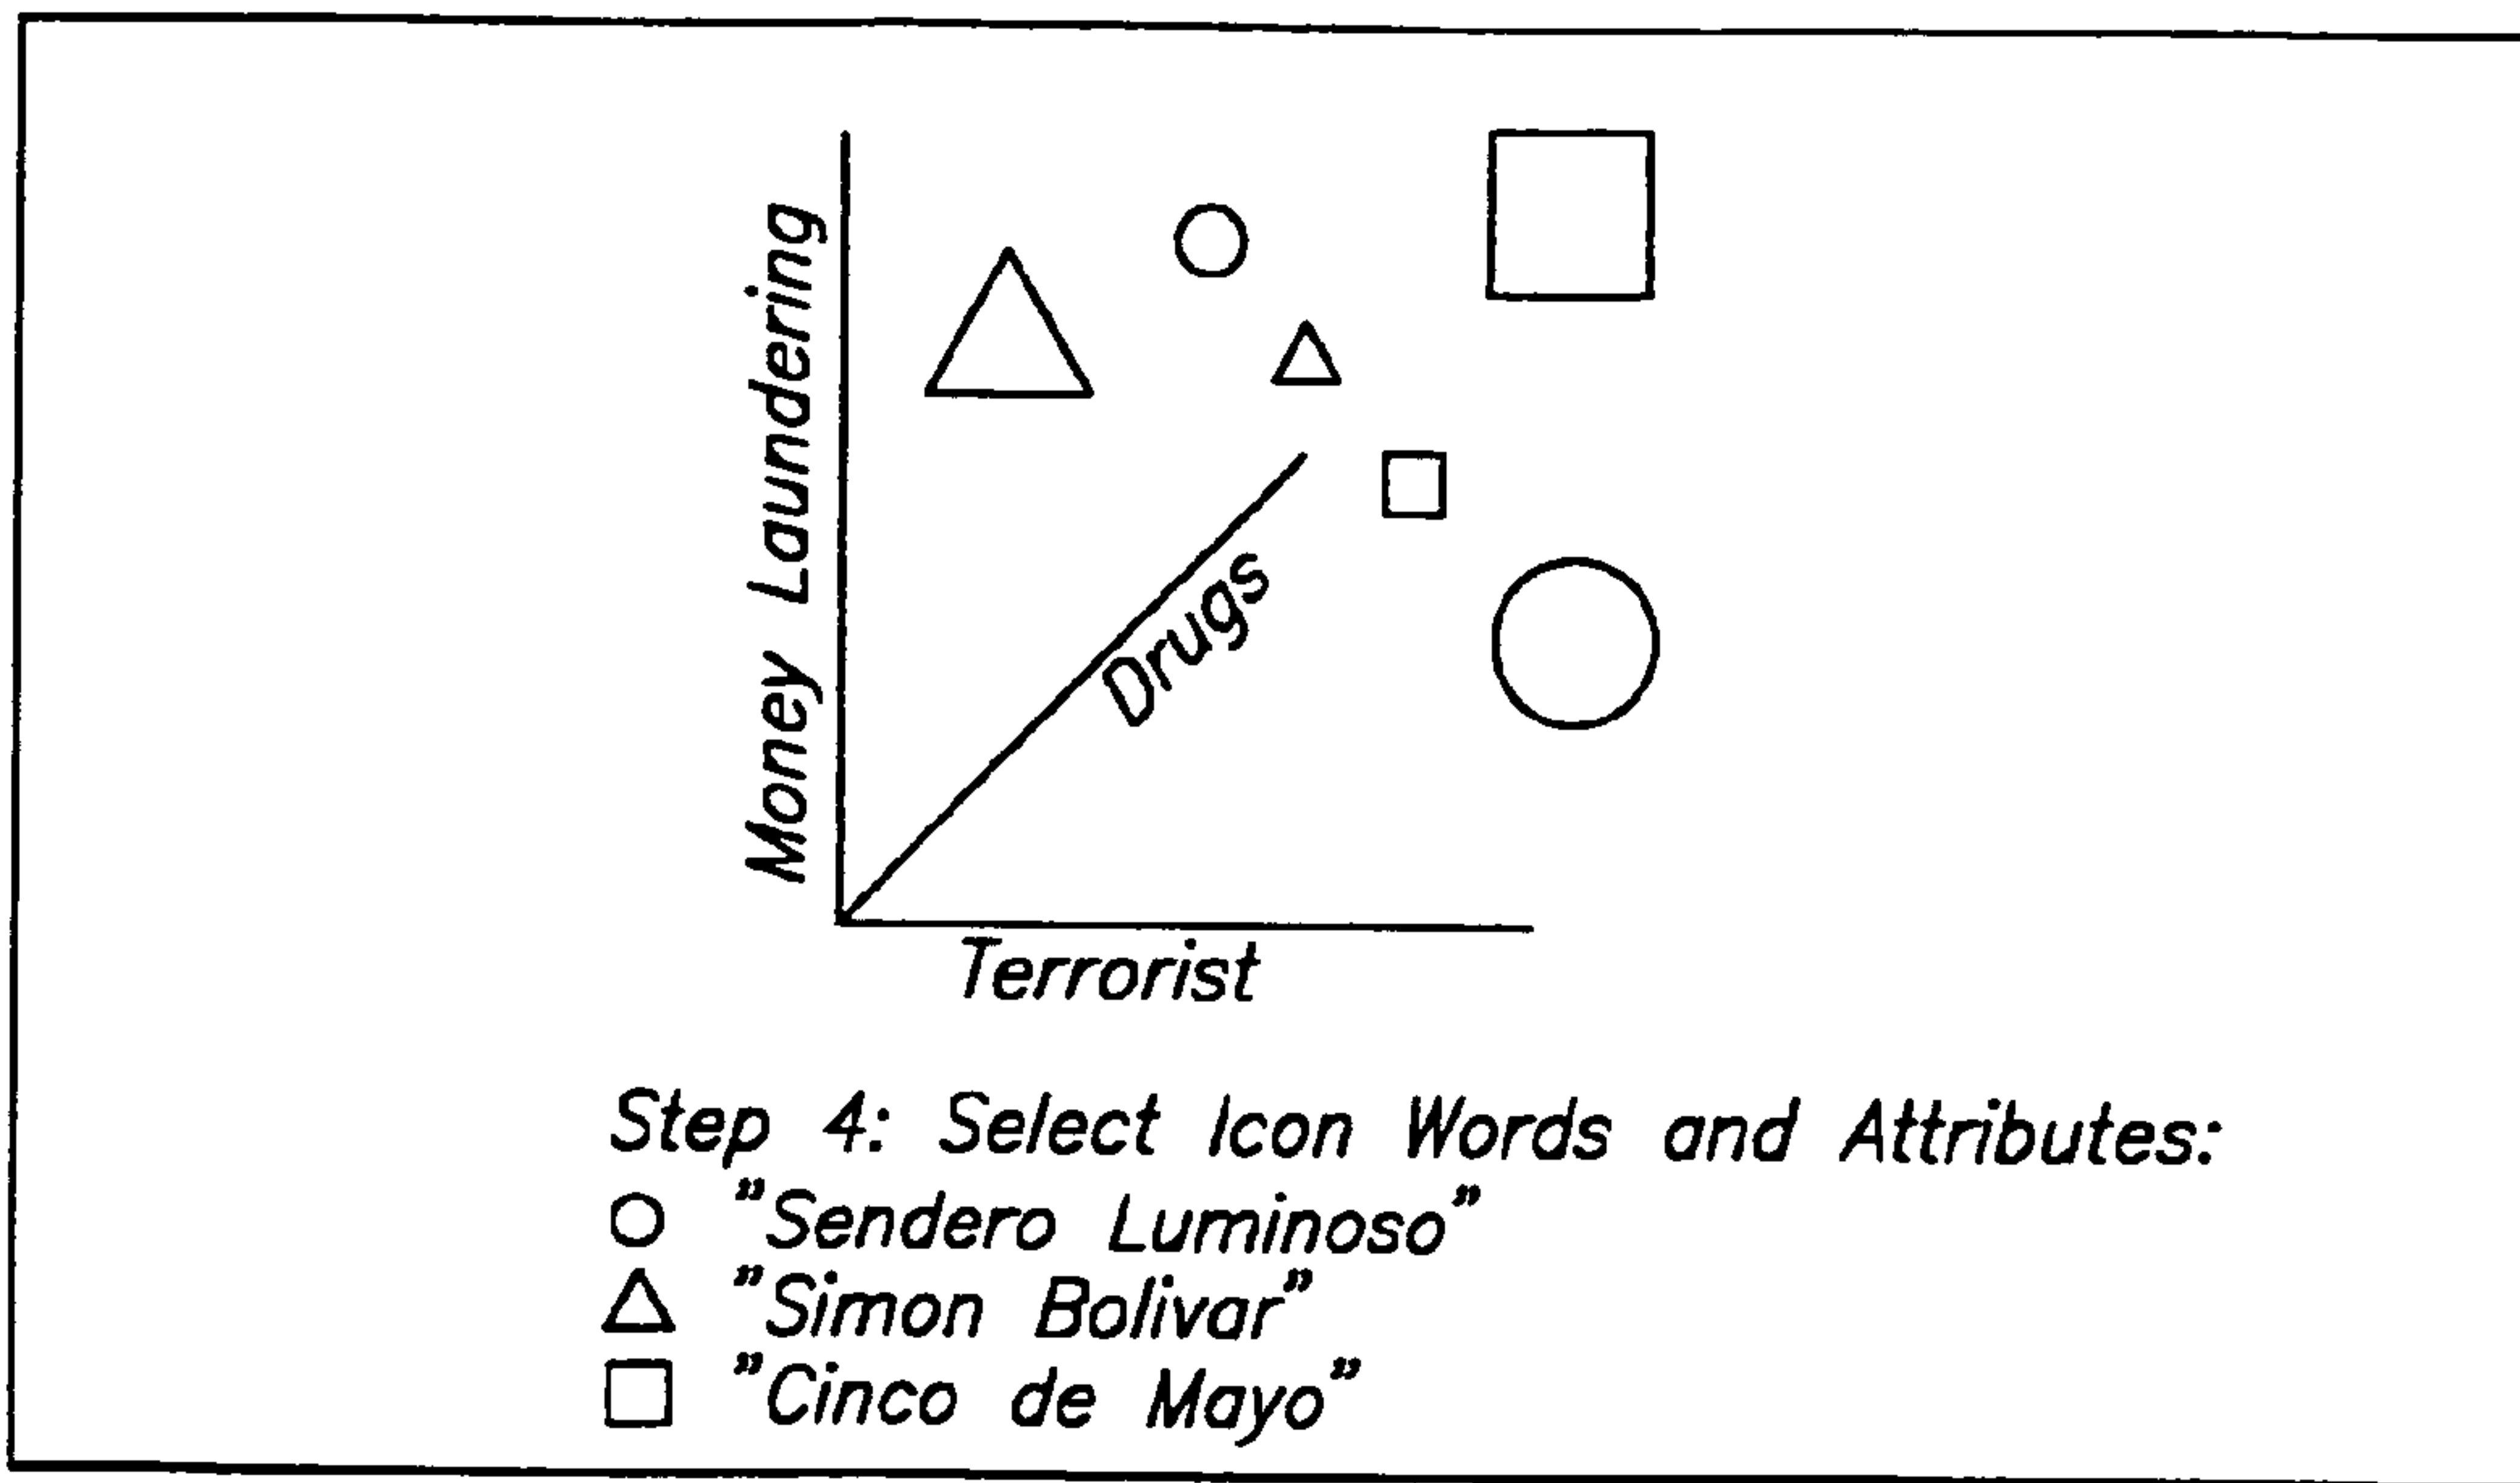 Money Laundering
Drugs
Terrorist
Step 4: Select Icon Words and Attributes:
"Sendero Luminoso"
"Simon Bolivar"
"Cinco de Mayo"